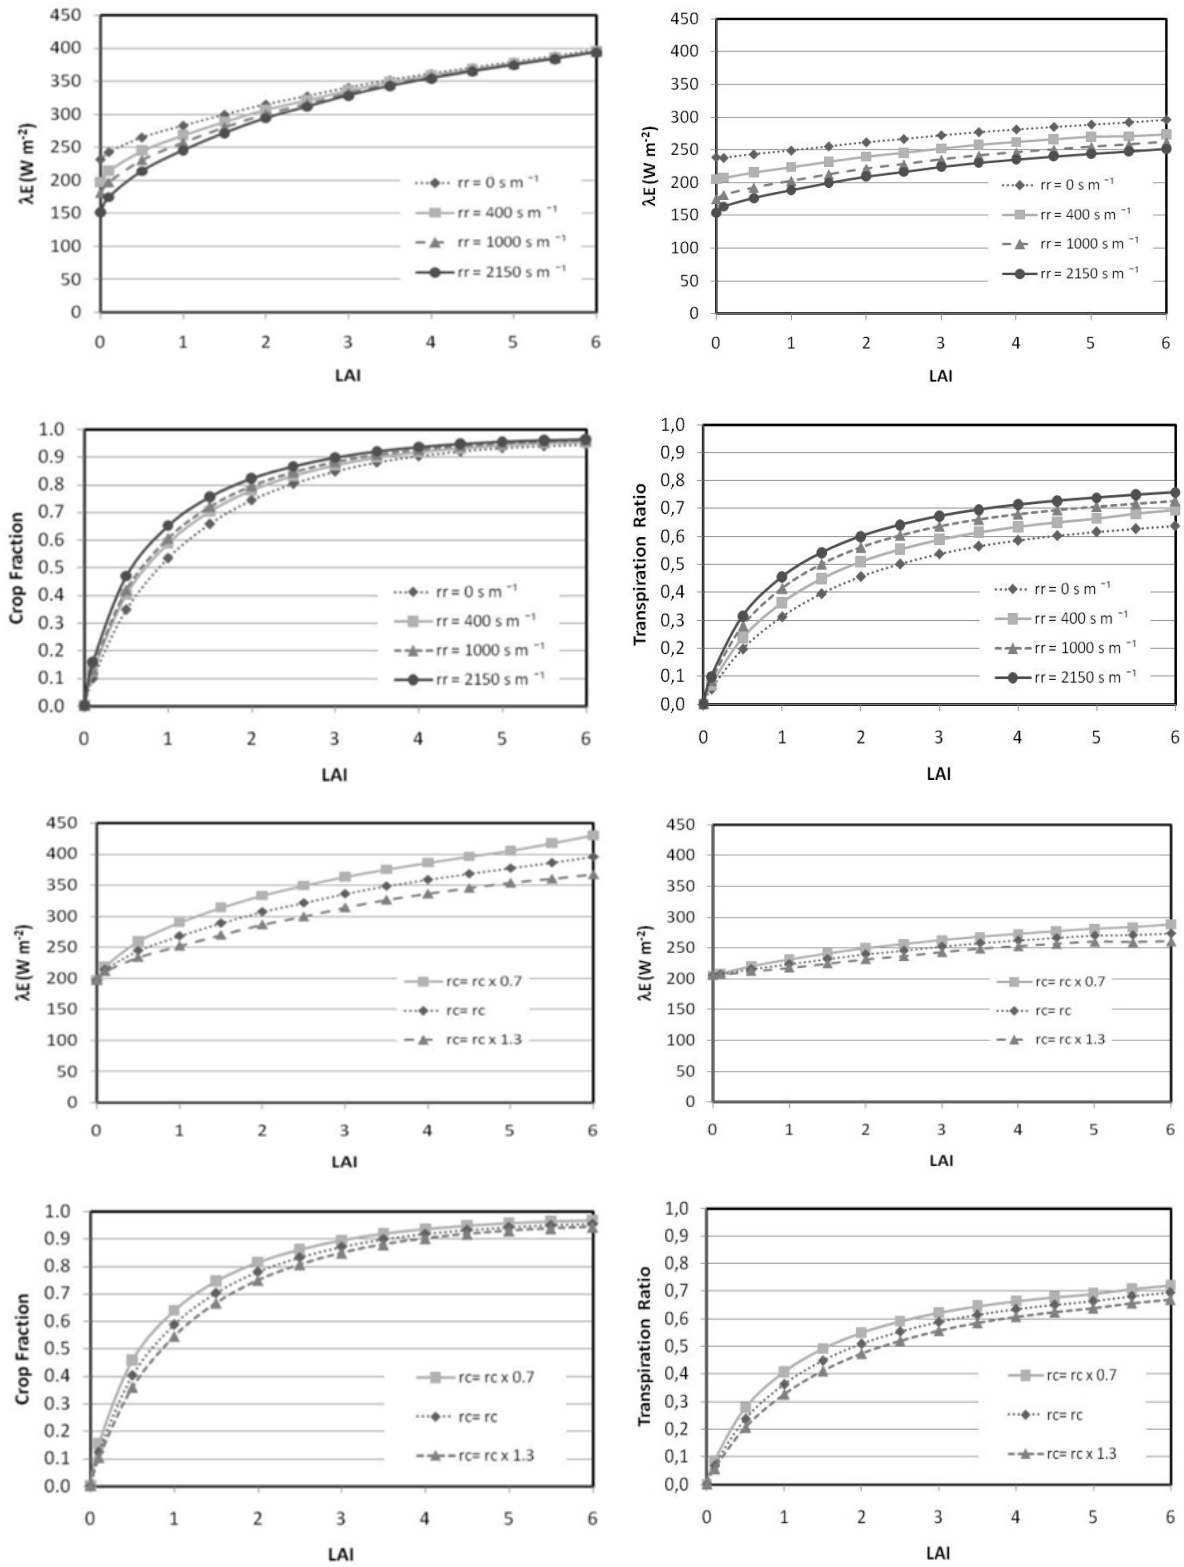 450
400
350
300
250
200
150
100
50
0
λE (W m⁻²)
rr = 0 s m ⁻¹
rr = 400 s m ⁻¹
rr = 1000 s m ⁻¹
rr = 2150 s m ⁻¹
0 1 2 3 4 5 6
LAI
450
400
350
300
250
200
150
100
50
0
λE (W m⁻²)
rr = 0 s m ⁻¹
rr = 400 s m ⁻¹
rr = 1000 s m ⁻¹
rr = 2150 s m ⁻¹
0 1 2 3 4 5 6
LAI
1.0
0.9
0.8
0.7
0.6
0.5
0.4
0.3
0.2
0.1
0.0
Crop Fraction
rr = 0 s m ⁻¹
rr = 400 s m ⁻¹
rr = 1000 s m ⁻¹
rr = 2150 s m ⁻¹
0 1 2 3 4 5 6
LAI
1,0
0,9
0,8
0,7
0,6
0,5
0,4
0,3
0,2
0,1
0,0
Transpiration Ratio
rr = 0 s m ⁻¹
rr = 400 s m ⁻¹
rr = 1000 s m ⁻¹
rr = 2150 s m ⁻¹
0 1 2 3 4 5 6
LAI
450
400
350
300
250
200
150
100
50
0
λE (W m⁻²)
rc= rc x 0.7
rc= rc
rc= rc x 1.3
0 1 2 3 4 5 6
LAI
450
400
350
300
250
200
150
100
50
0
λE (W m⁻²)
rc= rc x 0.7
rc= rc
rc= rc x 1.3
0 1 2 3 4 5 6
LAI
1.0
0.9
0.8
0.7
0.6
0.5
0.4
0.3
0.2
0.1
0.0
Crop Fraction
rc= rc x 0.7
rc= rc
rc= rc x 1.3
0 1 2 3 4 5 6
LAI
1,0
0,9
0,8
0,7
0,6
0,5
0,4
0,3
0,2
0,1
0,0
Transpiration Ratio
rc= rc x 0.7
rc= rc
rc= rc x 1.3
0 1 2 3 4 5 6
LAI